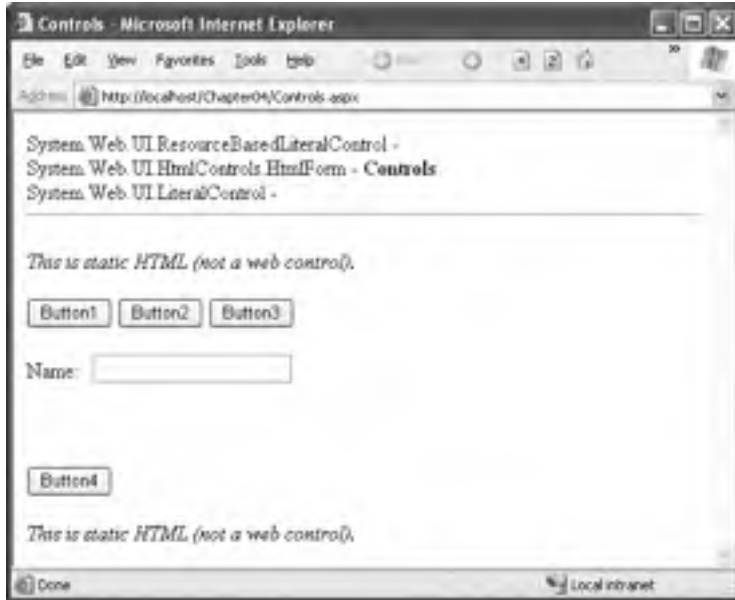 Controls - Microsoft Internet Explorer
File Edit View Favorites Tools Help
Address http://localhost/Chapter04/Controls.aspx
System.Web.UI.ResourceBasedLiteralControl -
System.Web.UI.HtmlControls.HtmlForm - Controls
System.Web.UI.LiteralControl -
This is static HTML (not a web control).
Button1 Button2 Button3
Name:
Button4
This is static HTML (not a web control).
Done Local intranet